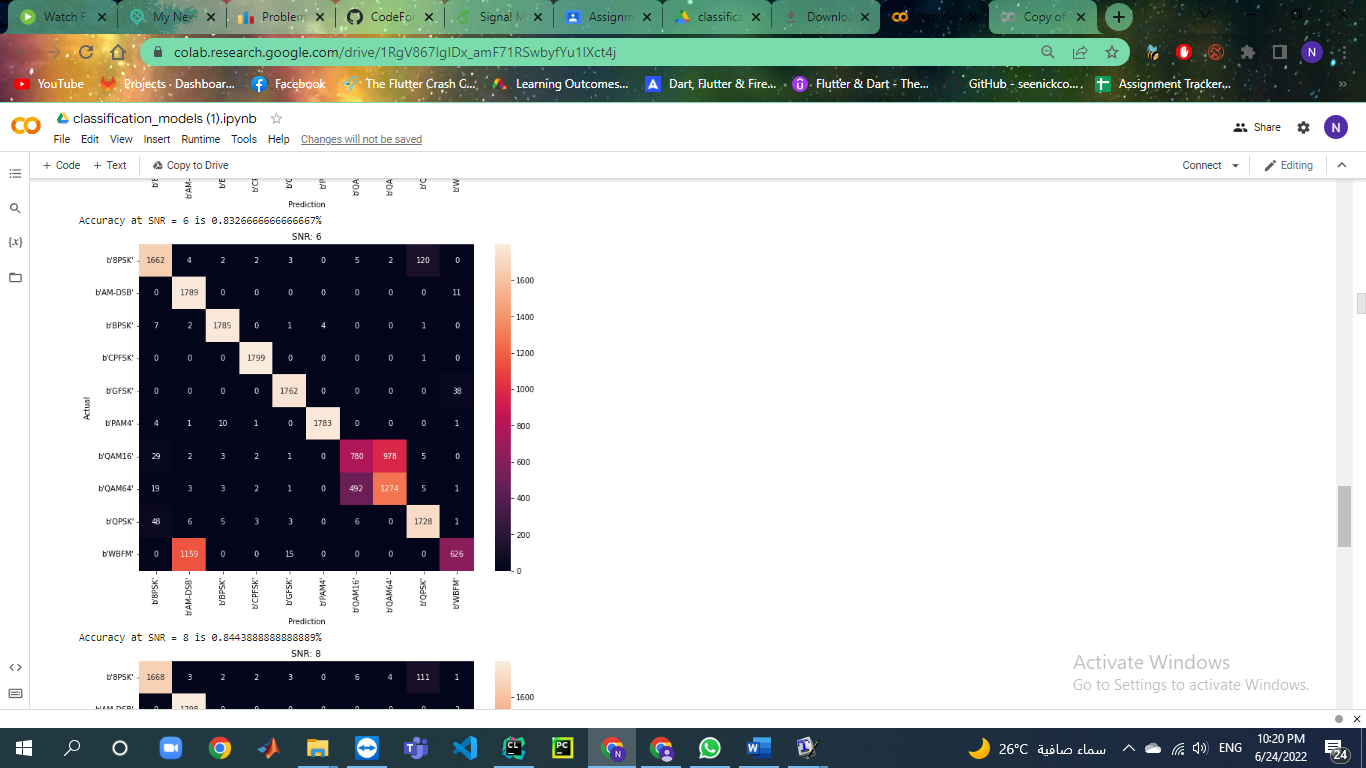 Watch F
My Nex
Problem
CodeFor
Signal M
Assignm
classifica
Downloa
Copy of
colab.research.google.com/drive/1RgV867IgIDx_amF71RSwbyfYu1IXct4j
N
YouTube
Projects · Dashboar...
Facebook
The Flutter Crash C...
Learning Outcomes...
Dart, Flutter & Fire...
Flutter & Dart - The...
GitHub - seenickco...
Assignment Tracker...
»
CO
classification_models (1).ipynb
File Edit View Insert Runtime Tools Help Changes will not be saved
Share
N
+ Code + Text Copy to Drive
Connect
Editing
Prediction
Accuracy at SNR = 6 is 0.8326666666666667%
SNR: 6
b'8PSK' 1662 4 2 2 3 0 5 2 120 0
b'AM-DSB' 0 1789 0 0 0 0 0 0 0 11
b'BPSK' 7 2 1785 0 1 4 0 0 1 0
b'CPFSK' 0 0 0 1799 0 0 0 0 1 0
b'GFSK' 0 0 0 0 1762 0 0 0 0 38
b'PAM4' 4 1 10 1 0 1783 0 0 0 1
b'QAM16' 29 2 3 2 1 0 780 978 5 0
b'QAM64' 19 3 3 2 1 0 492 1274 5 1
b'QPSK' 48 6 5 3 3 0 6 0 1728 1
b'WBFM' 0 1159 0 0 15 0 0 0 0 626
Actual
b'8PSK' b'AM-DSB' b'BPSK' b'CPFSK' b'GFSK' b'PAM4' b'QAM16' b'QAM64' b'QPSK' b'WBFM'
Prediction
1600
1400
1200
1000
800
600
400
200
0
Accuracy at SNR = 8 is 0.8443888888888889%
SNR: 8
b'8PSK' 1668 3 2 2 3 0 6 4 111 1
1600
Activate Windows
Go to Settings to activate Windows.
26°C سماء صافية
ENG
10:20 PM
6/24/2022
24